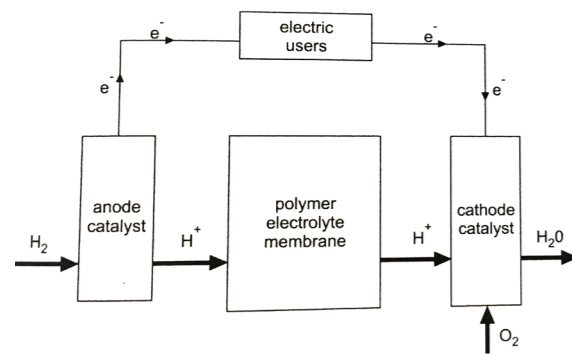 electric
users
e-
e-
e-
e-
anode
catalyst
polymer
electrolyte
membrane
cathode
catalyst
H2
H+
H+
H20
O2